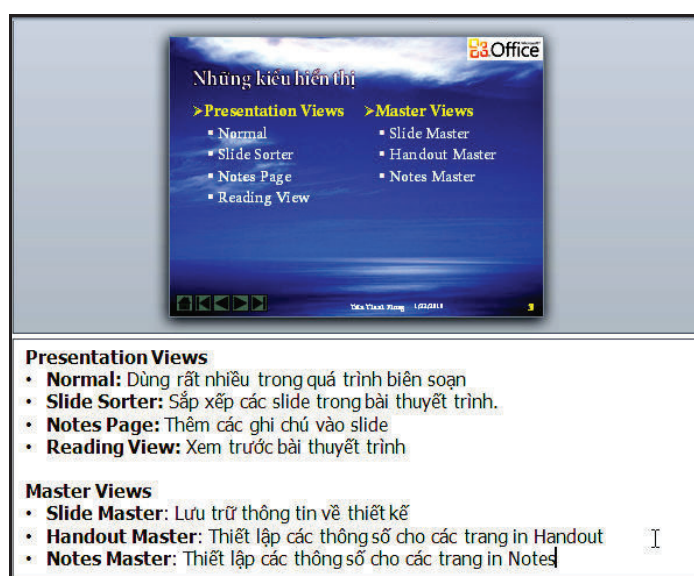 Office
Những kiểu hiển thị
➢Presentation Views
▪ Normal
▪ Slide Sorter
▪ Notes Page
▪ Reading View
➢Master Views
▪ Slide Master
▪ Handout Master
▪ Notes Master
3
Presentation Views
• Normal: Dùng rất nhiều trong quá trình biên soạn
• Slide Sorter: Sắp xếp các slide trong bài thuyết trình.
• Notes Page: Thêm các ghi chú vào slide
• Reading View: Xem trước bài thuyết trình
Master Views
• Slide Master: Lưu trữ thông tin về thiết kế
• Handout Master: Thiết lập các thông số cho các trang in Handout
• Notes Master: Thiết lập các thông số cho các trang in Notes